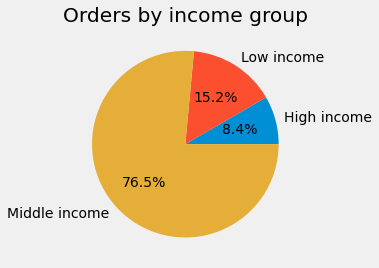 Orders by income group
Low income
15.2%
High income
8.4%
76.5%
Middle income